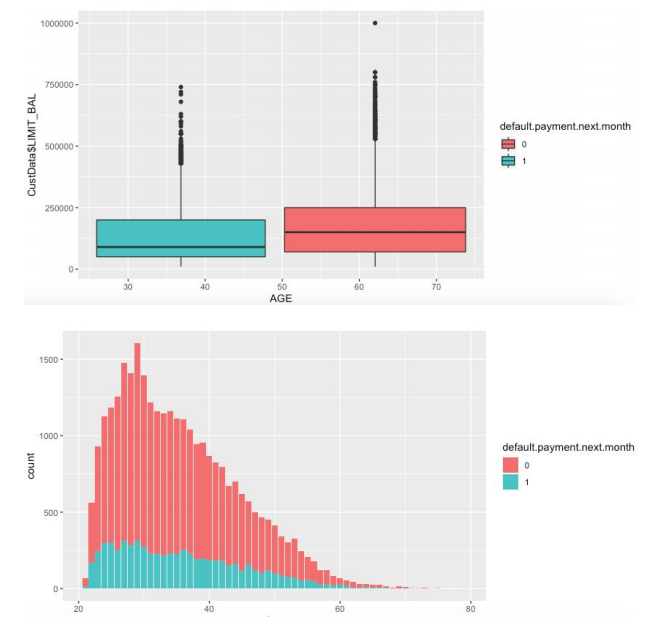 1000000
750000
CustData$LIMIT_BAL
500000
250000
0
30 40 50 60 70
AGE
default.payment.next.month
0
1
1500
1000
count
500
0
20 40 60 80
default.payment.next.month
0
1